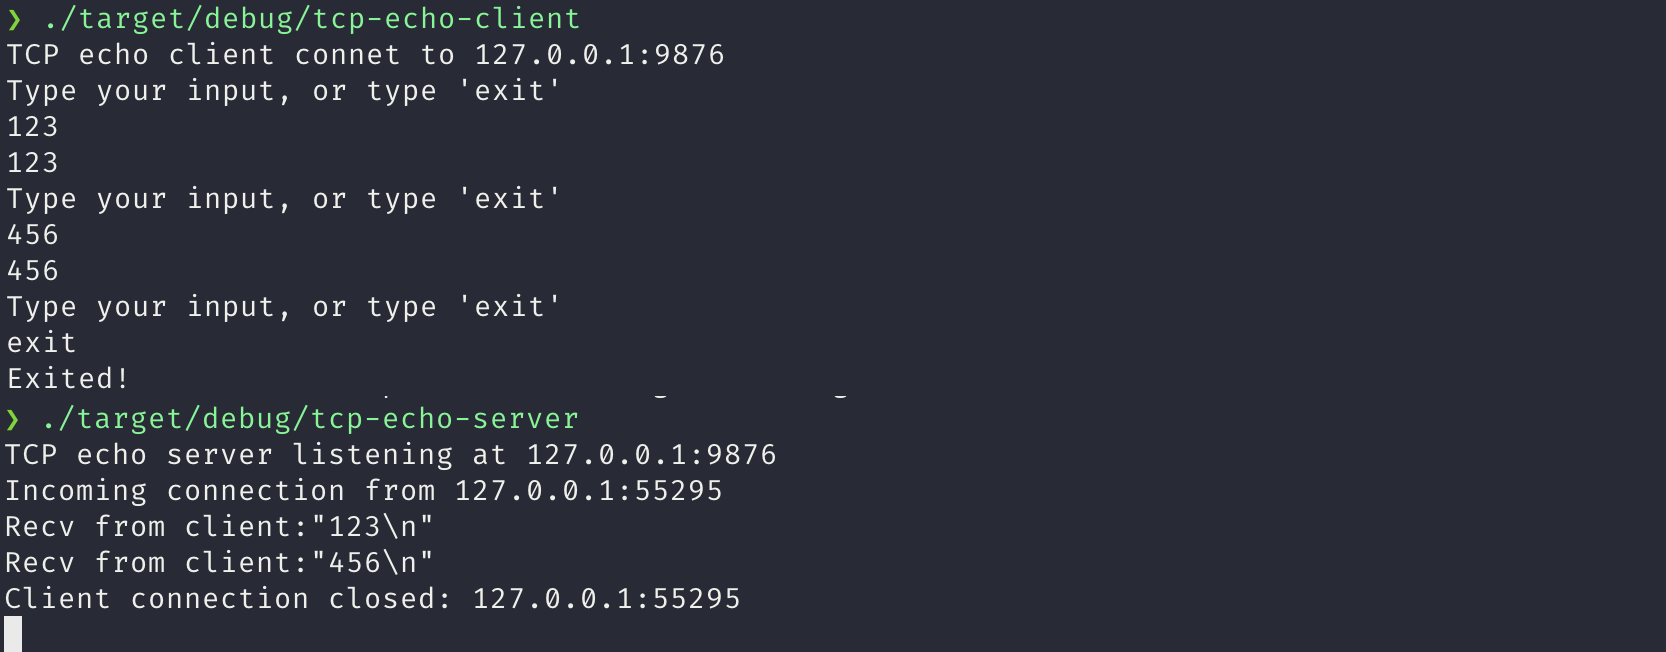 ❯ ./target/debug/tcp-echo-client
TCP echo client connet to 127.0.0.1:9876
Type your input, or type 'exit'
123
123
Type your input, or type 'exit'
456
456
Type your input, or type 'exit'
exit
Exited!
❯ ./target/debug/tcp-echo-server
TCP echo server listening at 127.0.0.1:9876
Incoming connection from 127.0.0.1:55295
Recv from client:"123\n"
Recv from client:"456\n"
Client connection closed: 127.0.0.1:55295